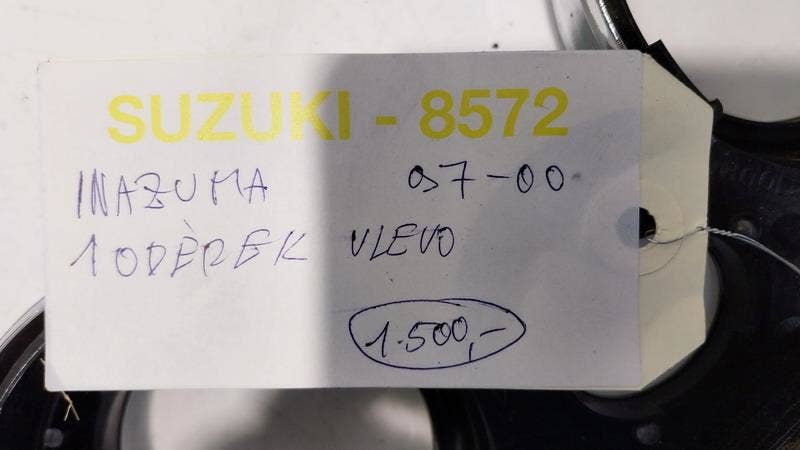 SUZUKI - 8572
INAZUMA 97-00
1 ODĚREK VLEVO
1.500,-